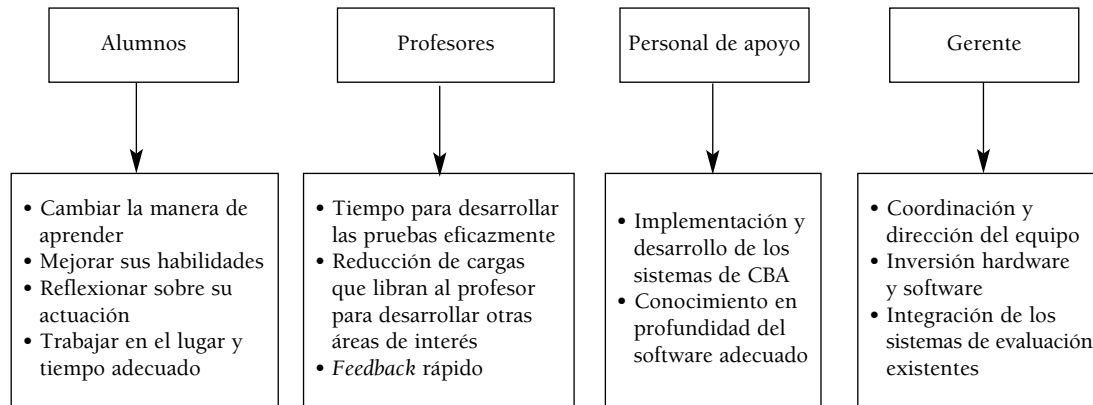 Alumnos
Profesores
Personal de apoyo
Gerente
• Cambiar la manera de
aprender
• Mejorar sus habilidades
• Reflexionar sobre su
actuación
• Trabajar en el lugar y
tiempo adecuado
• Tiempo para desarrollar
las pruebas eficazmente
• Reducción de cargas
que libran al profesor
para desarrollar otras
áreas de interés
• Feedback rápido
• Implementación y
desarrollo de los
sistemas de CBA
• Conocimiento en
profundidad del
software adecuado
• Coordinación y
dirección del equipo
• Inversión hardware
y software
• Integración de los
sistemas de evaluación
existentes